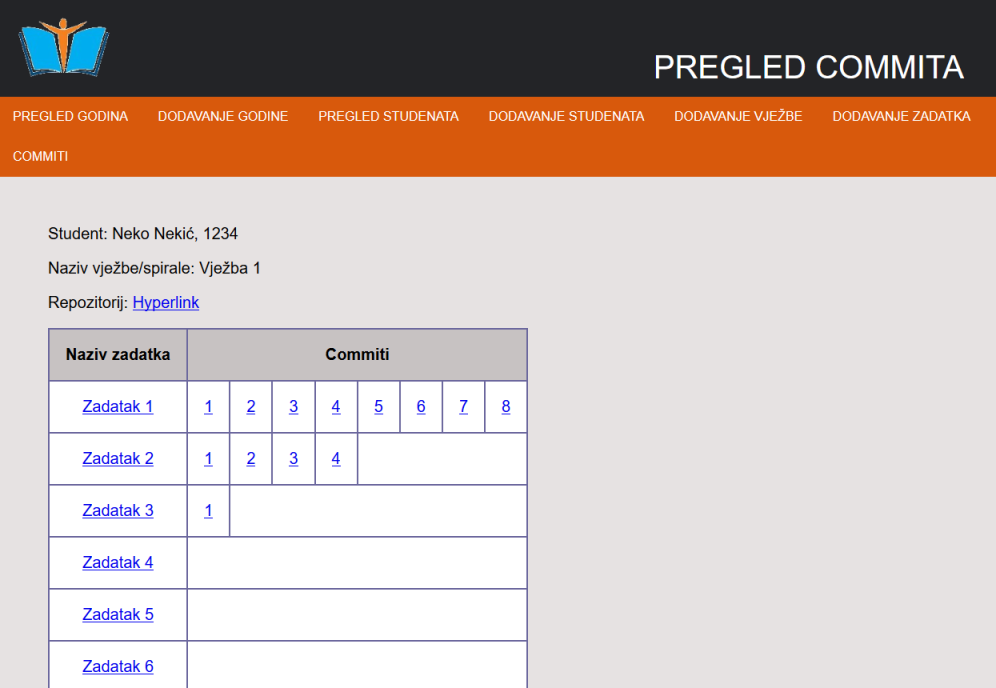 PREGLED COMMITA
PREGLED GODINA DODAVANJE GODINE PREGLED STUDENATA DODAVANJE STUDENATA DODAVANJE VJEŽBE DODAVANJE ZADATKA
COMMITI
Student: Neko Nekić, 1234
Naziv vježbe/spirale: Vježba 1
Repozitorij: Hyperlink
Naziv zadatka Commiti
Zadatak 1 1 2 3 4 5 6 7 8
Zadatak 2 1 2 3 4
Zadatak 3 1
Zadatak 4
Zadatak 5
Zadatak 6